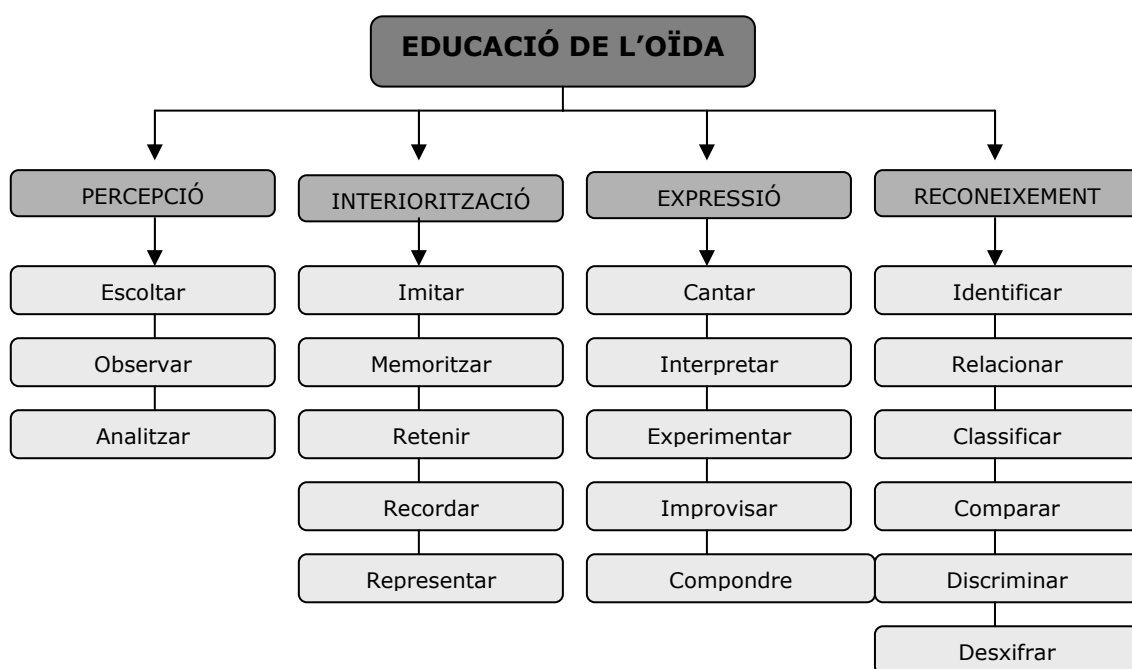 EDUCACIÓ DE L’OÏDA
PERCEPCIÓ
Escoltar
Observar
Analitzar
INTERIORITZACIÓ
Imitar
Memoritzar
Retenir
Recordar
Representar
EXPRESSIÓ
Cantar
Interpretar
Experimentar
Improvisar
Compondre
RECONEIXEMENT
Identificar
Relacionar
Classificar
Comparar
Discriminar
Desxifrar